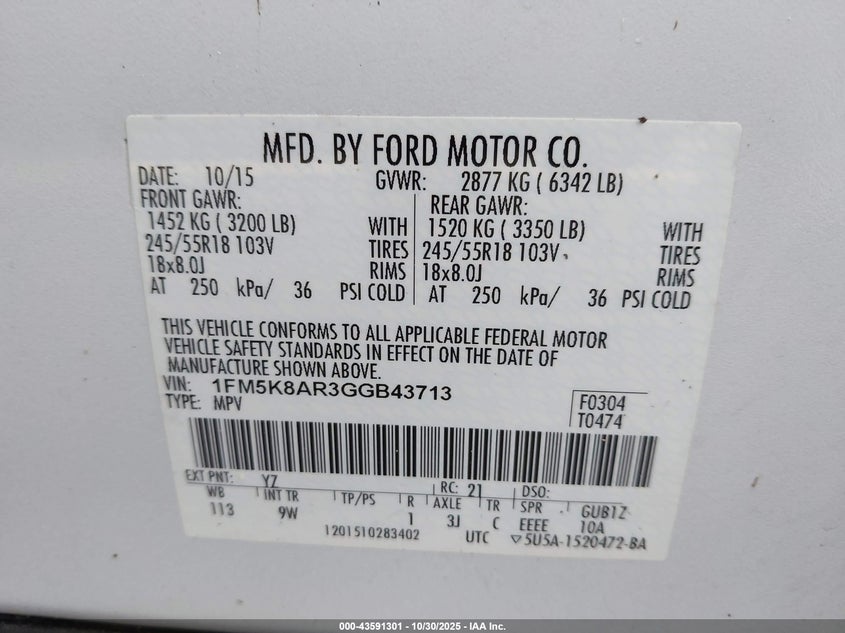 MFD. BY FORD MOTOR CO.
DATE: 10/15 GVWR: 2877 KG ( 6342 LB)
FRONT GAWR: REAR GAWR:
1452 KG ( 3200 LB) WITH 1520 KG ( 3350 LB) WITH
245/55R18 103V TIRES 245/55R18 103V TIRES
18x8.0J RIMS 18x8.0J RIMS
AT 250 kPa/ 36 PSI COLD AT 250 kPa/ 36 PSI COLD
THIS VEHICLE CONFORMS TO ALL APPLICABLE FEDERAL MOTOR
VEHICLE SAFETY STANDARDS IN EFFECT ON THE DATE OF
MANUFACTURE SHOWN ABOVE.
VIN: 1FM5K8AR3GGB43713 F0304
TYPE: MPV T0474
EXT PNT: YZ RC: 21 DSO:
WB INT TR TP/PS R AXLE TR SPR GUB1Z
113 9W 1 3J C EEEE 10A
1201510283402 UTC ▽5U5A-1520472-BA
000-43591301 | 10/30/2025 - IAA Inc.